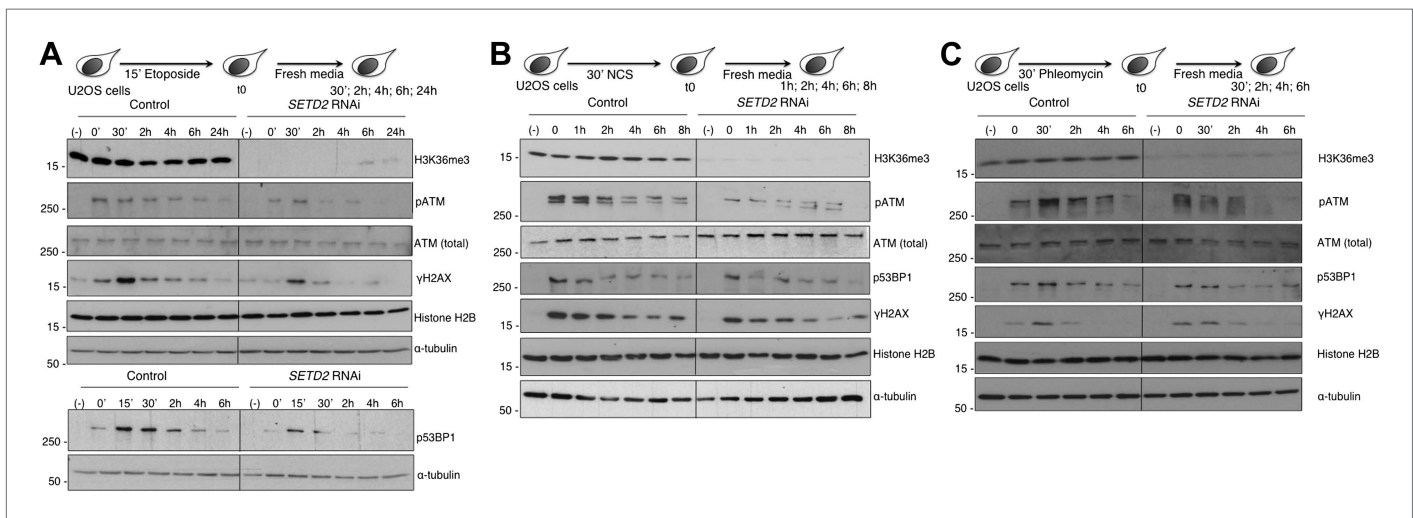 A
15' Etoposide
Fresh media
U2OS cells
t0
30'; 2h; 4h; 6h; 24h
Control
SETD2 RNAi
(-) 0' 30' 2h 4h 6h 24h (-) 0' 30' 2h 4h 6h 24h
15 -
H3K36me3
250 -
pATM
250 -
ATM (total)
15 -
γH2AX
15 -
Histone H2B
50 -
α-tubulin
Control
SETD2 RNAi
(-) 0' 15' 30' 2h 4h 6h (-) 0' 15' 30' 2h 4h 6h
250 -
p53BP1
50 -
α-tubulin
B
30' NCS
Fresh media
U2OS cells
t0
1h; 2h; 4h; 6h; 8h
Control
SETD2 RNAi
(-) 0 1h 2h 4h 6h 8h (-) 0 1h 2h 4h 6h 8h
15 -
H3K36me3
250 -
pATM
250 -
ATM (total)
250 -
p53BP1
15 -
γH2AX
15 -
Histone H2B
50 -
α-tubulin
C
30' Phleomycin
Fresh media
U2OS cells
t0
30'; 2h; 4h; 6h
Control
SETD2 RNAi
(-) 0 30' 2h 4h 6h (-) 0 30' 2h 4h 6h
15 -
H3K36me3
250 -
pATM
250 -
ATM (total)
250 -
p53BP1
15 -
γH2AX
15 -
Histone H2B
50 -
α-tubulin